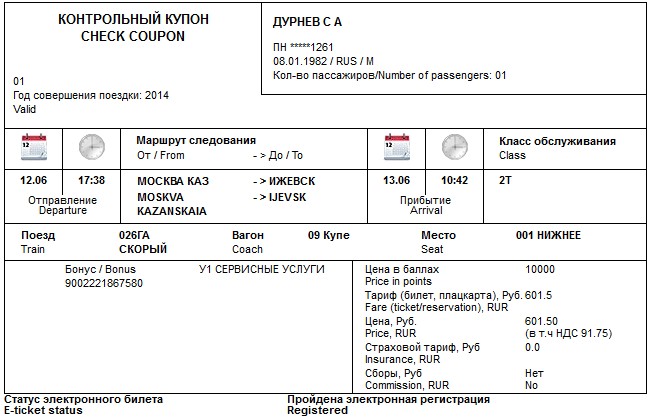 КОНТРОЛЬНЫЙ КУПОН
CHECK COUPON
01
Год совершения поездки: 2014
Valid
ДУРНЕВ С А
ПН *****1261
08.01.1982 / RUS / M
Кол-во пассажиров/Number of passengers: 01
12
Маршрут следования
От / From - > До / To
12
Класс обслуживания
Class
12.06 17:38
Отправление
Departure
МОСКВА КАЗ - > ИЖЕВСК
MOSKVA - > IJEVSK
KAZANSKAIA
13.06 10:42
Прибытие
Arrival
2Т
Поезд 026ГА Вагон 09 Купе Место 001 НИЖНЕЕ
Train СКОРЫЙ Coach Seat
Бонус / Bonus У1 СЕРВИСНЫЕ УСЛУГИ
9002221867580
Цена в баллах 10000
Price in points
Тариф (билет, плацкарта), Руб. 601.5
Fare (ticket/reservation), RUR
Цена, Руб. 601.50
Price, RUR (в т.ч НДС 91.75)
Страховой тариф, Руб 0.0
Insurance, RUR
Сборы, Руб Нет
Commission, RUR No
Статус электронного билета Пройдена электронная регистрация
E-ticket status Registered